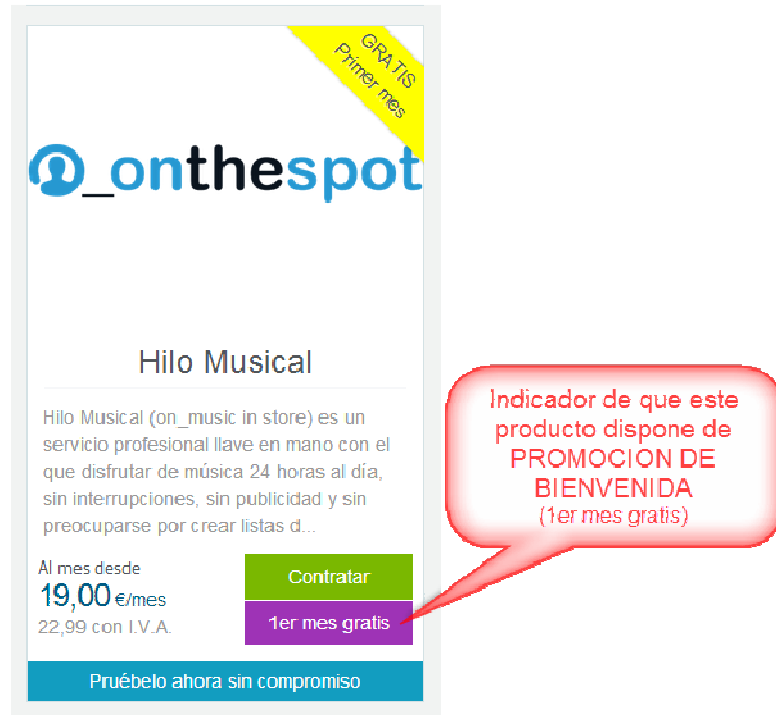 GRATIS
Primer mes
_onthespot
Hilo Musical
Hilo Musical (on_music in store) es un
servicio profesional llave en mano con el
que disfrutar de música 24 horas al día,
sin interrupciones, sin publicidad y sin
preocuparse por crear listas d...
Al mes desde
19,00 €/mes
22,99 con I.V.A.
Contratar
1er mes gratis
Pruébelo ahora sin compromiso
Indicador de que este
producto dispone de
PROMOCION DE
BIENVENIDA
(1er mes gratis)